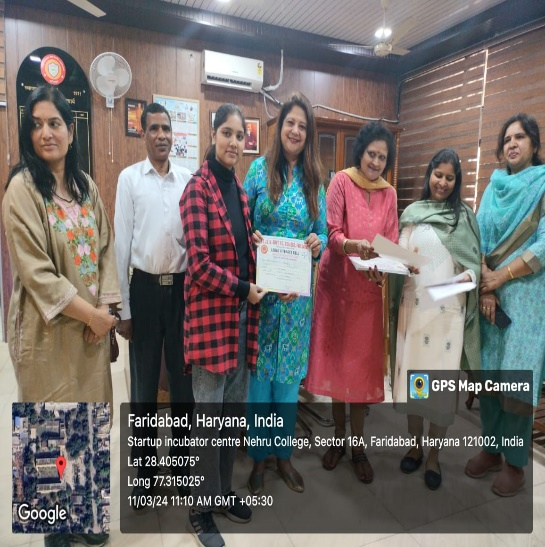 1971
GPS Map Camera
Faridabad, Haryana, India
Startup incubator centre Nehru College, Sector 16A, Faridabad, Haryana 121002, India
Lat 28.405075°
Long 77.315025°
11/03/24 11:10 AM GMT +05:30
Google